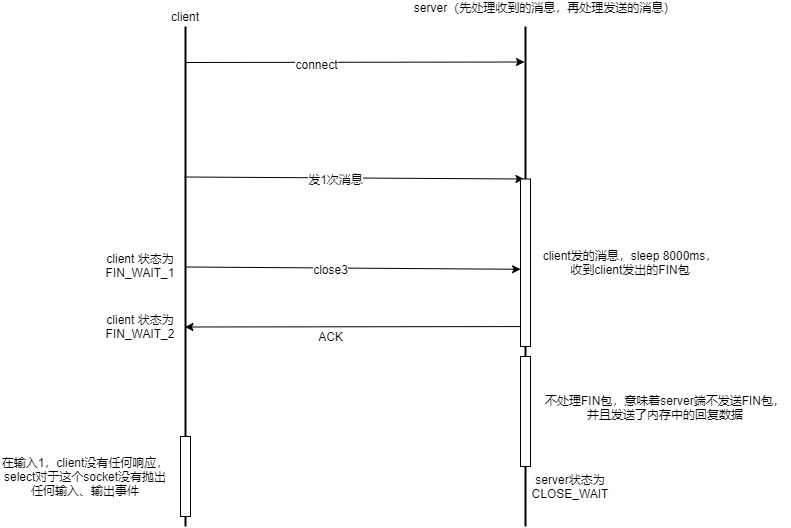 client
server（先处理收到的消息，再处理发送的消息）
connect
发1次消息
client 状态为
FIN_WAIT_1
close3
client发的消息，sleep 8000ms，
收到client发出的FIN包
client 状态为
FIN_WAIT_2
ACK
不处理FIN包，意味着server端不发送FIN包，
并且发送了内存中的回复数据
在输入1，client没有任何响应，
select对于这个socket没有抛出
任何输入、输出事件
server状态为
CLOSE_WAIT